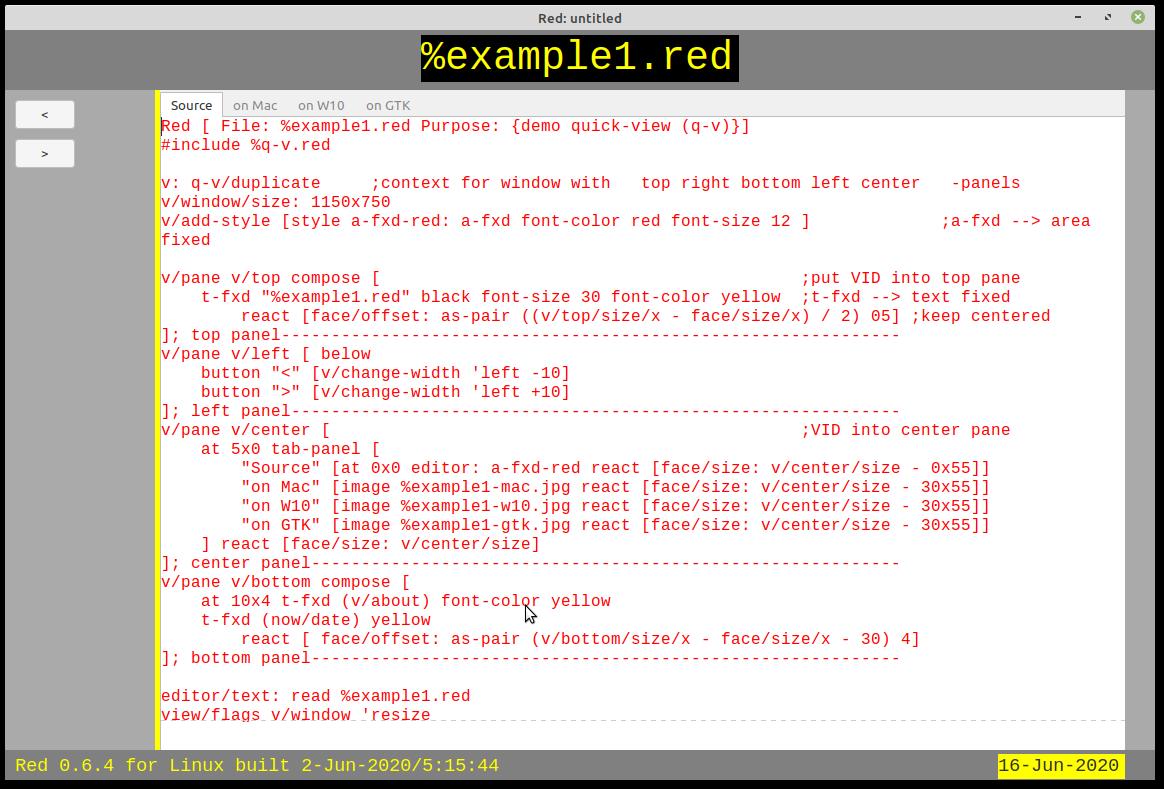 Red: untitled
%example1.red
<
>
Source on Mac on W10 on GTK
Red [ File: %example1.red Purpose: {demo quick-view (q-v)}]
#include %q-v.red
v: q-v/duplicate     ;context for window with   top right bottom left center   -panels
v/window/size: 1150x750
v/add-style [style a-fxd-red: a-fxd font-color red font-size 12 ]             ;a-fxd --> area
fixed
v/pane v/top compose [                                          ;put VID into top pane
    t-fxd "%example1.red" black font-size 30 font-color yellow  ;t-fxd --> text fixed
        react [face/offset: as-pair ((v/top/size/x - face/size/x) / 2) 05] ;keep centered
]; top panel--------------------------------------------------------------
v/pane v/left [ below
    button "<" [v/change-width 'left -10]
    button ">" [v/change-width 'left +10]
]; left panel-------------------------------------------------------------
v/pane v/center [                                               ;VID into center pane
    at 5x0 tab-panel [
        "Source" [at 0x0 editor: a-fxd-red react [face/size: v/center/size - 0x55]]
        "on Mac" [image %example1-mac.jpg react [face/size: v/center/size - 30x55]]
        "on W10" [image %example1-w10.jpg react [face/size: v/center/size - 30x55]]
        "on GTK" [image %example1-gtk.jpg react [face/size: v/center/size - 30x55]]
    ] react [face/size: v/center/size]
]; center panel-----------------------------------------------------------
v/pane v/bottom compose [
    at 10x4 t-fxd (v/about) font-color yellow
    t-fxd (now/date) yellow
        react [ face/offset: as-pair (v/bottom/size/x - face/size/x - 30) 4]
]; bottom panel-----------------------------------------------------------
editor/text: read %example1.red
view/flags v/window 'resize
Red 0.6.4 for Linux built 2-Jun-2020/5:15:44
16-Jun-2020